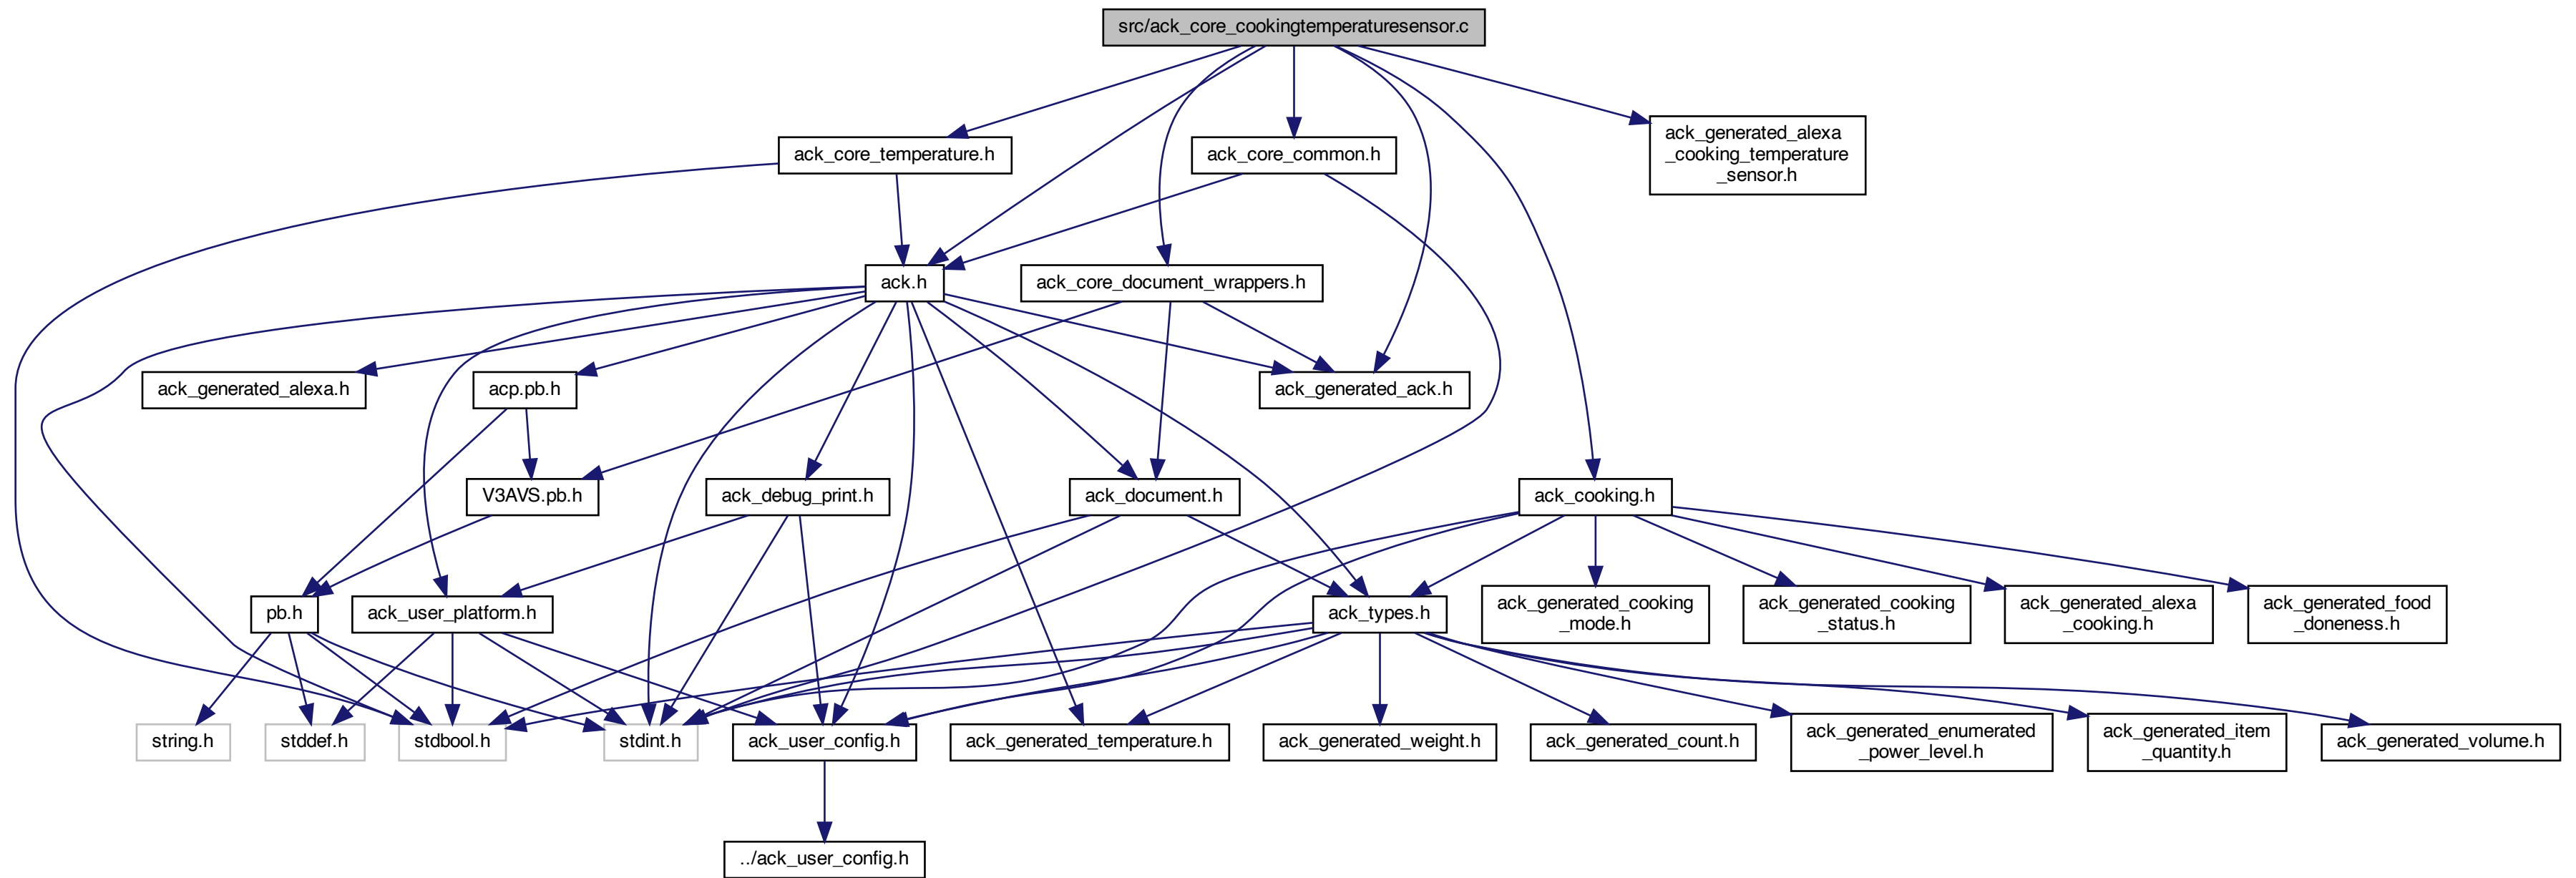 src/ack_core_cookingtemperaturesensor.c
ack_generated_alexa
_cooking_temperature
_sensor.h
ack_core_temperature.h
ack_core_common.h
ack.h
ack_core_document_wrappers.h
ack_generated_alexa.h
acp.pb.h
ack_generated_ack.h
V3AVS.pb.h
ack_debug_print.h
ack_document.h
ack_cooking.h
pb.h
ack_user_platform.h
ack_types.h
ack_generated_cooking
_mode.h
ack_generated_cooking
_status.h
ack_generated_alexa
_cooking.h
ack_generated_food
_doneness.h
string.h
stddef.h
stdbool.h
stdint.h
ack_user_config.h
ack_generated_temperature.h
ack_generated_weight.h
ack_generated_count.h
ack_generated_enumerated
_power_level.h
ack_generated_item
_quantity.h
ack_generated_volume.h
../ack_user_config.h